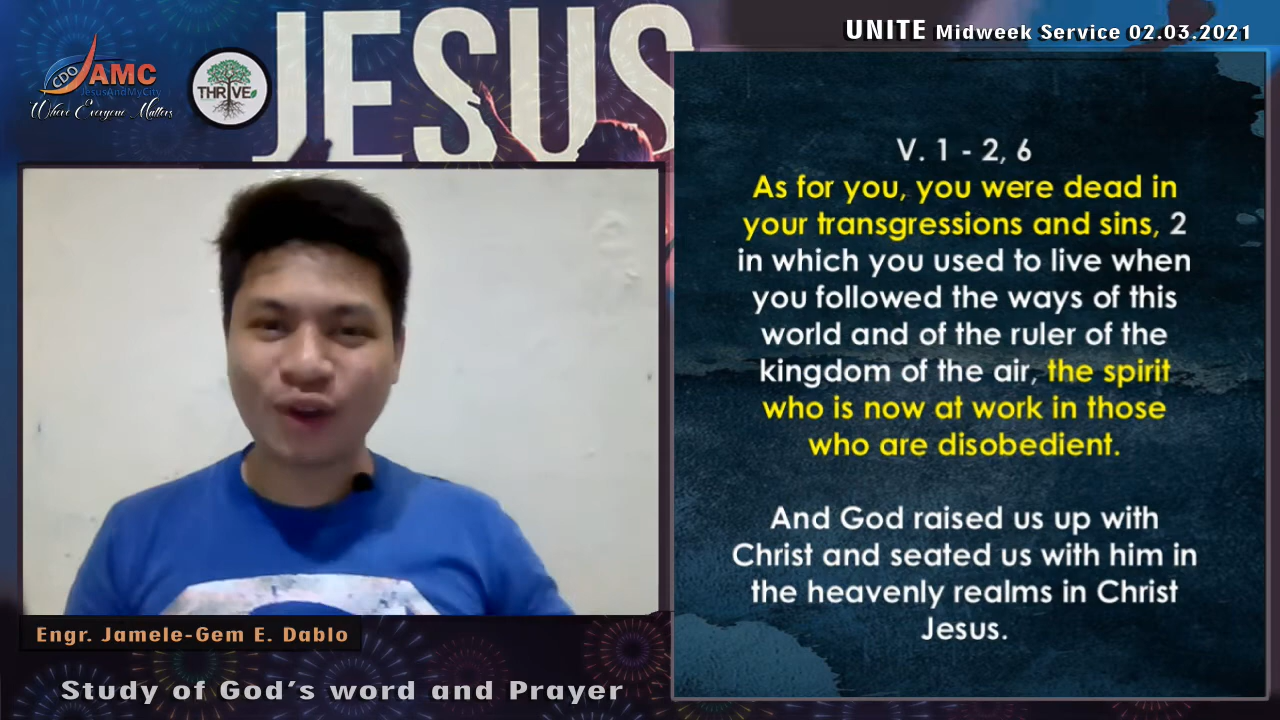 JESUS
UNITE Midweek Service 02.03.2021
CDO JAMC
JesusAndMyCity
Where Everyone Matters
THRIVE
V. 1 - 2, 6
As for you, you were dead in
your transgressions and sins, 2
in which you used to live when
you followed the ways of this
world and of the ruler of the
kingdom of the air, the spirit
who is now at work in those
who are disobedient.
And God raised us up with
Christ and seated us with him in
the heavenly realms in Christ
Jesus.
Engr. Jamele-Gem E. Dablo
Study of God's word and Prayer